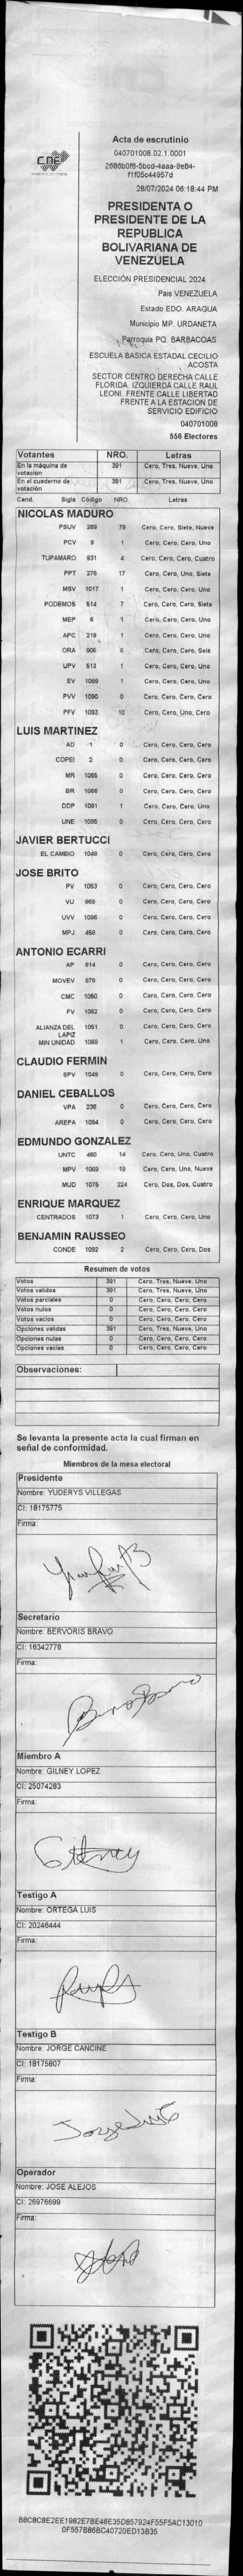 CNE
Acta de escrutinio
040701008.02.1.0001
28/07/2024 06:18:44 PM
PRESIDENTA O
PRESIDENTE DE LA
REPUBLICA
BOLIVARIANA DE
VENEZUELA
ELECCIÓN PRESIDENCIAL 2024
Pais VENEZUELA
Estado EDO. ARAGUA
Municipio MP. URDANETA
Parroquia PQ. BARBACOAS
ESCUELA BASICA ESTADAL CECILIO
ACOSTA
SECTOR CENTRO DERECHA CALLE
FLORIDA. IZQUIERDA CALLE RAUL
LEONI. FRENTE CALLE LIBERTAD
FRENTE A LA ESTACION DE
SERVICIO EDIFICIO
040701008
556 Electores
Votantes NRO. Letras
En la máquina de votación 391 Cero, Tres, Nueve, Uno
En el cuaderno de votación 391 Cero, Tres, Nueve, Uno
Cand. Sigla Código NRO. Letras
NICOLAS MADURO
PSUV 269 79 Cero, Cero, Siete, Nueve
PCV 9 1 Cero, Cero, Cero, Uno
TUPAMARO 931 4 Cero, Cero, Cero, Cuatro
PPT 276 17 Cero, Cero, Uno, Siete
MSV 1017 1 Cero, Cero, Cero, Uno
PODEMOS 514 7 Cero, Cero, Cero, Siete
MEP 6 1 Cero, Cero, Cero, Uno
APC 219 1 Cero, Cero, Cero, Uno
ORA 906 6 Cero, Cero, Cero, Seis
UPV 513 1 Cero, Cero, Cero, Uno
EV 1089 1 Cero, Cero, Cero, Uno
PVV 1090 0 Cero, Cero, Cero, Cero
PFV 1093 10 Cero, Cero, Uno, Cero
LUIS MARTINEZ
AD 1 0 Cero, Cero, Cero, Cero
COPEI 2 0 Cero, Cero, Cero, Cero
MR 1065 0 Cero, Cero, Cero, Cero
BR 1066 0 Cero, Cero, Cero, Cero
DDP 1091 1 Cero, Cero, Cero, Uno
UNE 1095 0 Cero, Cero, Cero, Cero
JAVIER BERTUCCI
EL CAMBIO 1048 0 Cero, Cero, Cero, Cero
JOSE BRITO
PV 1053 0 Cero, Cero, Cero, Cero
VU 868 0 Cero, Cero, Cero, Cero
UVV 1096 0 Cero, Cero, Cero, Cero
MPJ 458 0 Cero, Cero, Cero, Cero
ANTONIO ECARRI
AP 814 0 Cero, Cero, Cero, Cero
MOVEV 879 0 Cero, Cero, Cero, Cero
CMC 1050 0 Cero, Cero, Cero, Cero
FV 1062 0 Cero, Cero, Cero, Cero
ALIANZA DEL LAPIZ 1051 0 Cero, Cero, Cero, Cero
MIN UNIDAD 1068 1 Cero, Cero, Cero, Uno
CLAUDIO FERMIN
SPV 1049 0 Cero, Cero, Cero, Cero
DANIEL CEBALLOS
VPA 236 0 Cero, Cero, Cero, Cero
AREPA 1094 0 Cero, Cero, Cero, Cero
EDMUNDO GONZALEZ
UNTC 460 14 Cero, Cero, Uno, Cuatro
MPV 1069 19 Cero, Cero, Uno, Nueve
MUD 1075 224 Cero, Dos, Dos, Cuatro
ENRIQUE MARQUEZ
CENTRADOS 1073 1 Cero, Cero, Cero, Uno
BENJAMIN RAUSSEO
CONDE 1092 2 Cero, Cero, Cero, Dos
Resumen de votos
Votos 391 Cero, Tres, Nueve, Uno
Votos validos 391 Cero, Tres, Nueve, Uno
Votos parciales 0 Cero, Cero, Cero, Cero
Votos nulos 0 Cero, Cero, Cero, Cero
Votos vacios 0 Cero, Cero, Cero, Cero
Opciones validas 391 Cero, Tres, Nueve, Uno
Opciones nulas 0 Cero, Cero, Cero, Cero
Opciones vacias 0 Cero, Cero, Cero, Cero
Observaciones:
Se levanta la presente acta la cual firman en
señal de conformidad.
Miembros de la mesa electoral
Presidente
Nombre: YUDERYS VILLEGAS
CI: 18175775
Firma:
Secretario
Nombre: BERVORIS BRAVO
CI: 16342778
Firma:
Miembro A
Nombre: GILNEY LOPEZ
CI: 25074283
Firma:
Gilney
Testigo A
Nombre: ORTEGA LUIS
CI: 20246444
Firma:
Testigo B
Nombre: JORGE CANCINE
CI: 18175807
Firma:
Operador
Nombre: JOSE ALEJOS
CI: 26976699
Firma:
B8C8C8E2EE1982E7BE46E35D857924F55F5AC13010
0F557B86BC40720ED13B35